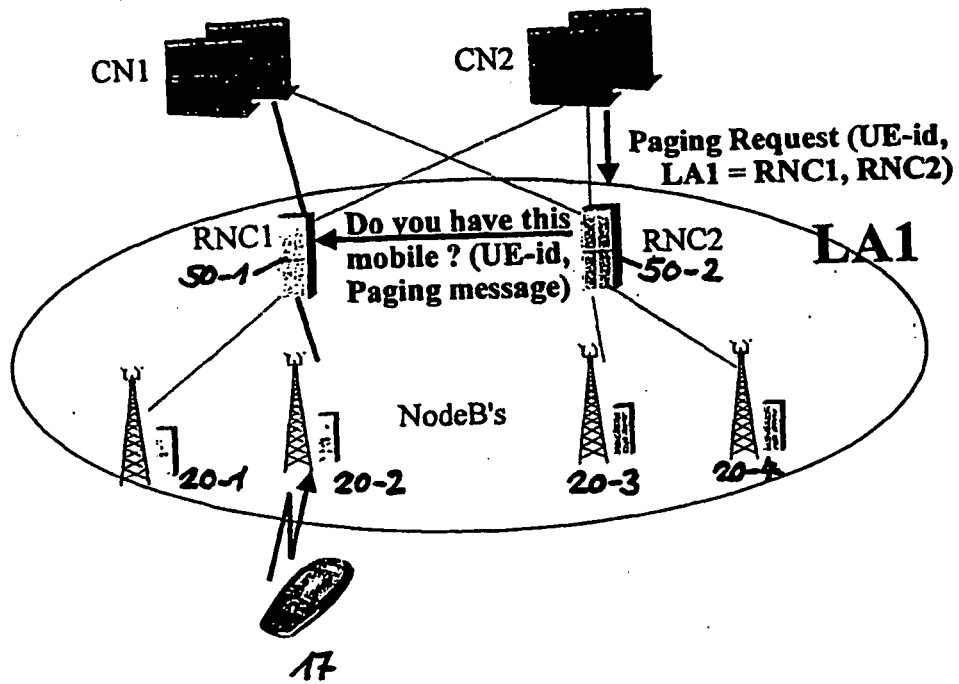 CN1
CN2
Paging Request (UE-id,
LA1 = RNC1, RNC2)
RNC1
50-1
Do you have this
mobile ? (UE-id,
Paging message)
RNC2
50-2
LA1
NodeB's
20-1
20-2
20-3
20-4
17